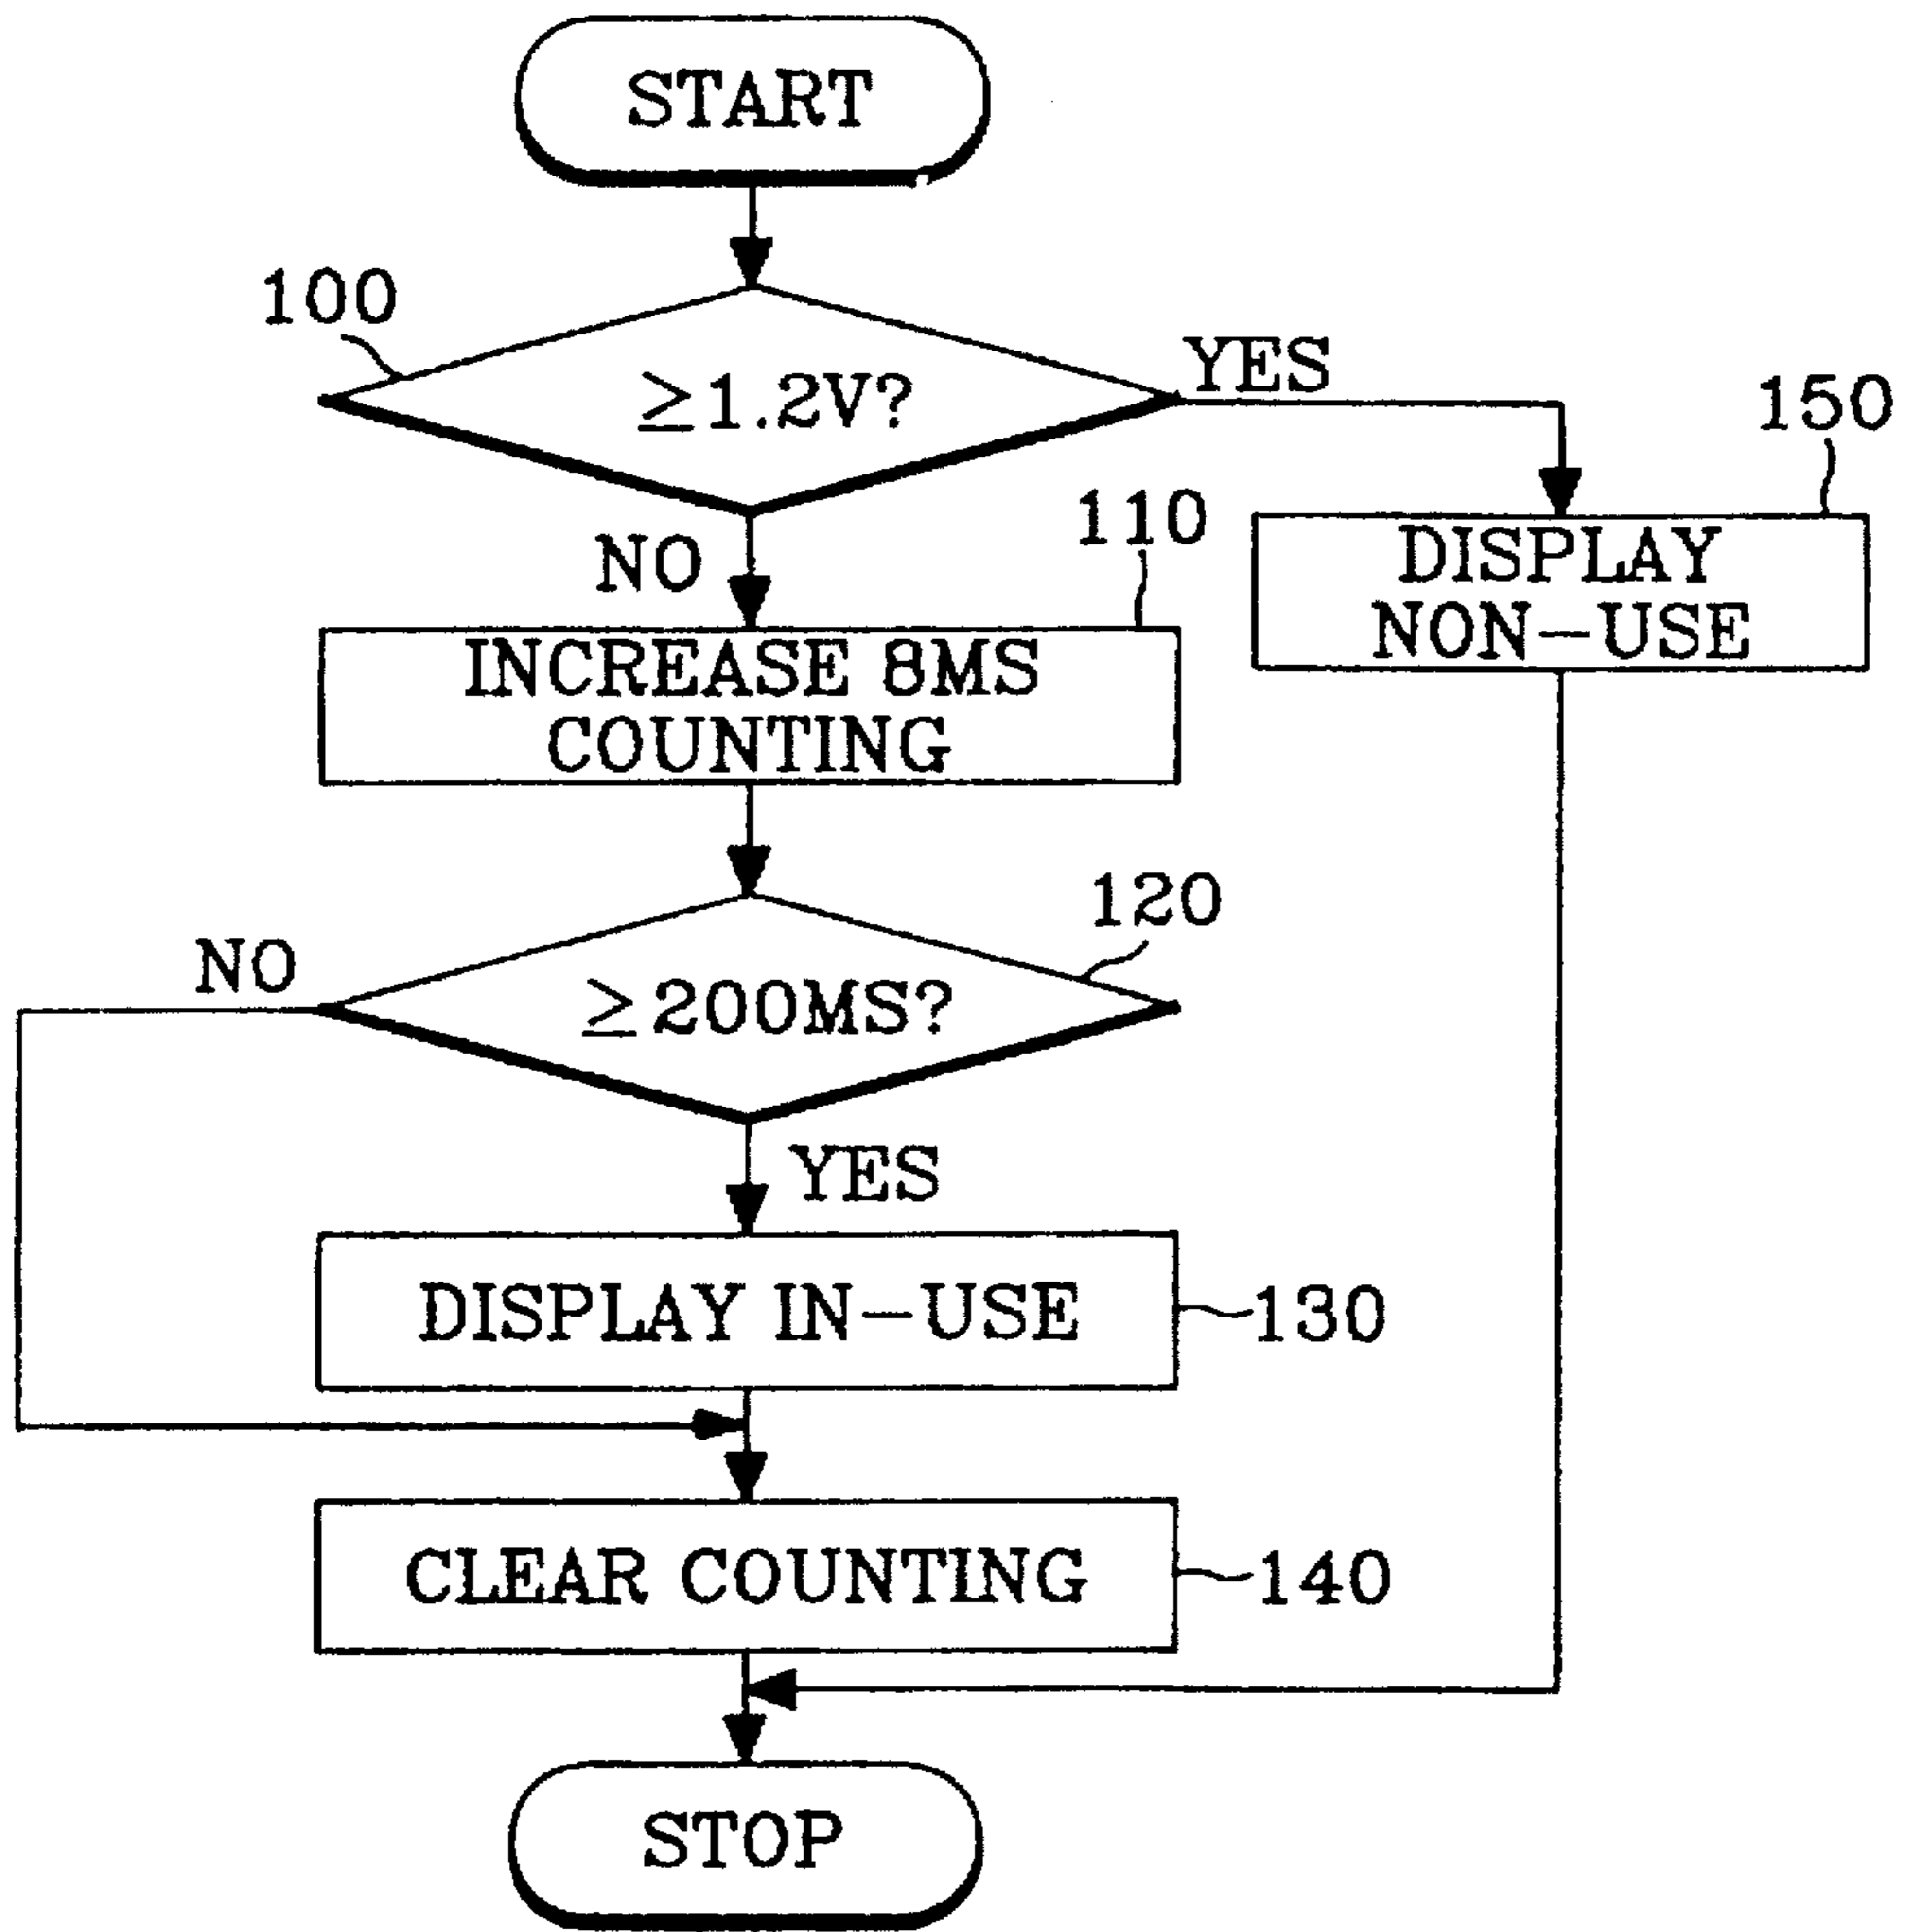 START
100
≥1.2V?
YES
150
NO
110
DISPLAY
NON-USE
INCREASE 8MS
COUNTING
120
NO
≥200MS?
YES
DISPLAY IN-USE
130
CLEAR COUNTING
140
STOP